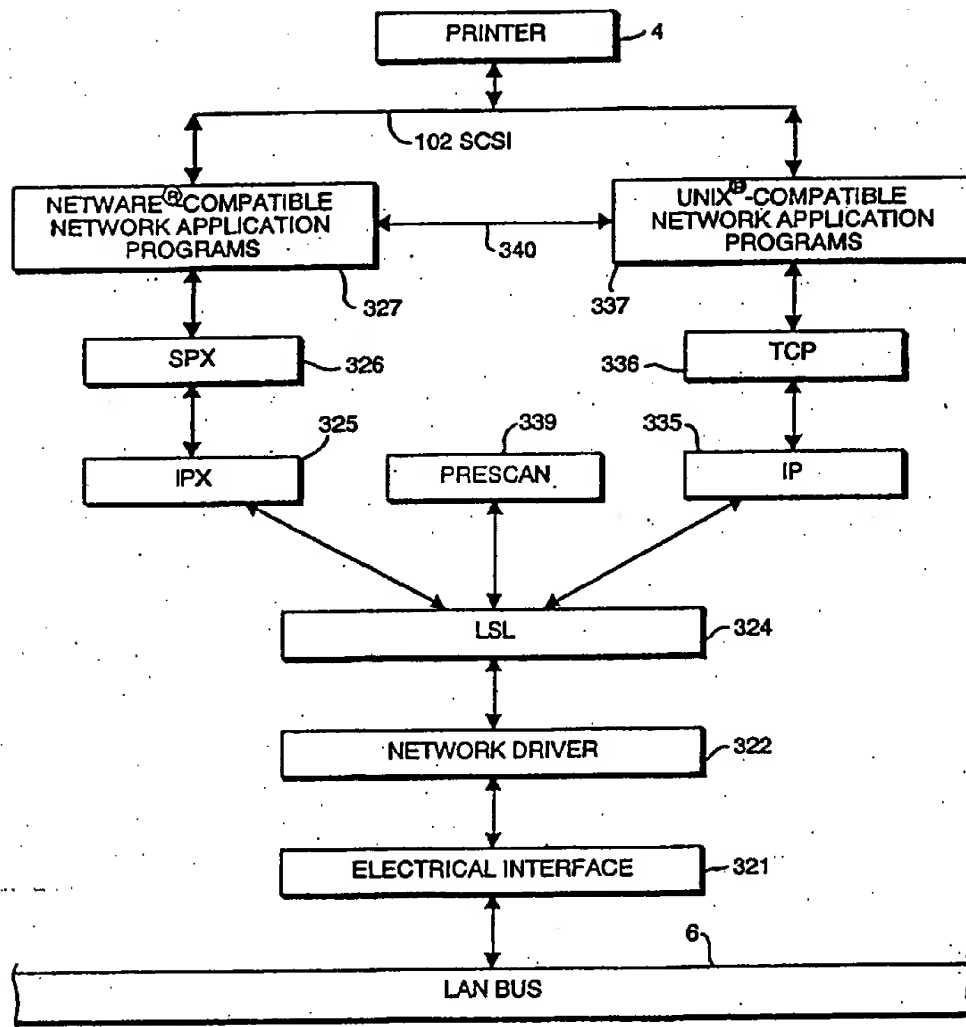 PRINTER
4
102 SCSI
NETWARE®-COMPATIBLE
NETWORK APPLICATION
PROGRAMS
UNIX®-COMPATIBLE
NETWORK APPLICATION
PROGRAMS
340
327
337
SPX
326
TCP
336
325
IPX
339
PRESCAN
335
IP
LSL
324
NETWORK DRIVER
322
ELECTRICAL INTERFACE
321
6
LAN BUS